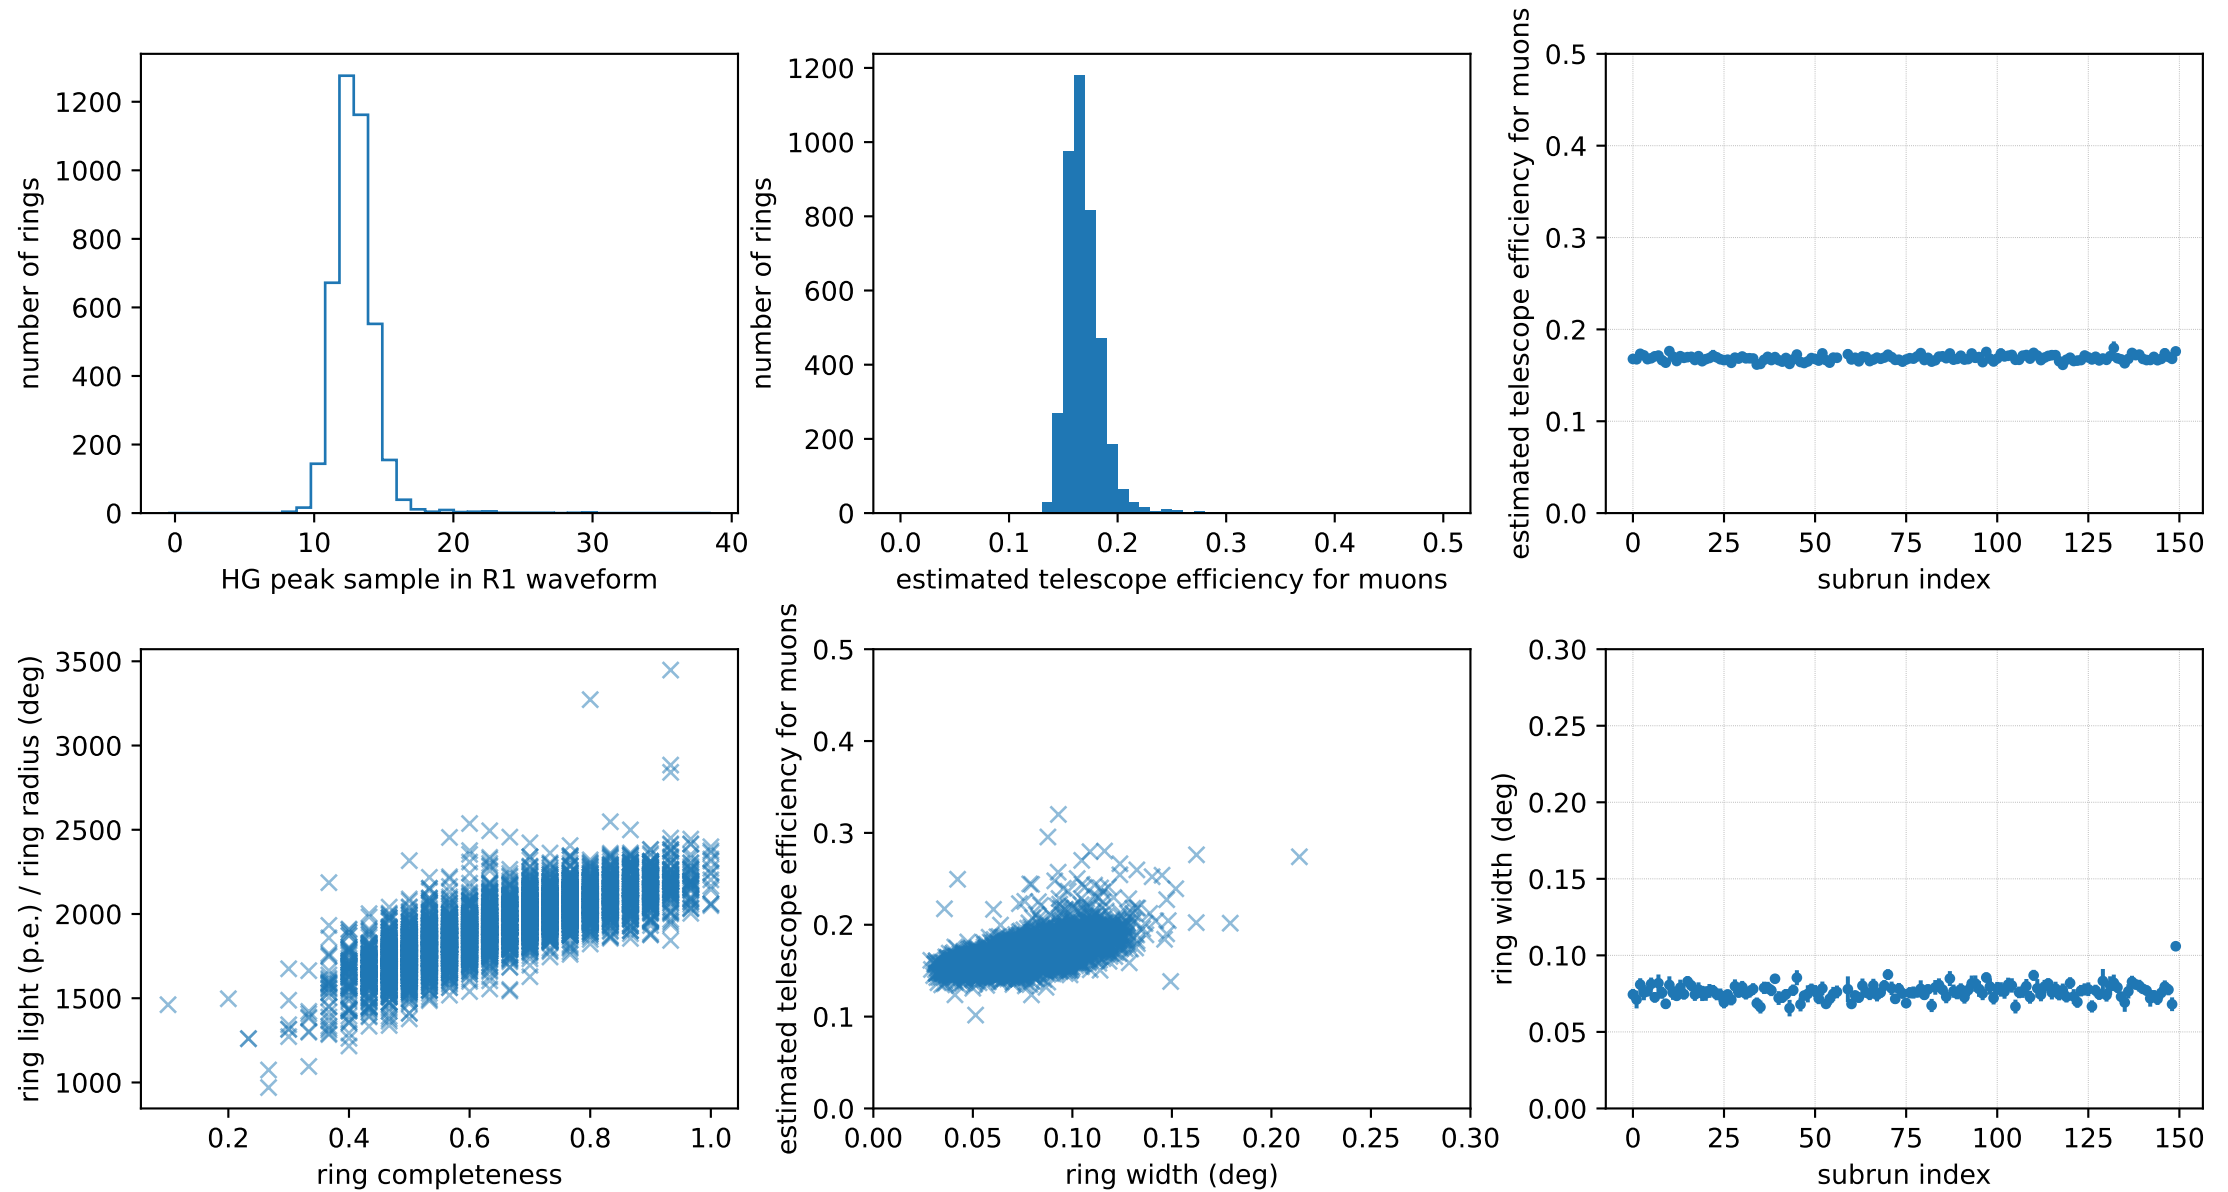 number of rings
1200
1000
800
600
400
200
0
0 10 20 30 40
HG peak sample in R1 waveform
number of rings
1200
1000
800
600
400
200
0
0.0 0.1 0.2 0.3 0.4 0.5
estimated telescope efficiency for muons
estimated telescope efficiency for muons
0.5
0.4
0.3
0.2
0.1
0.0
0 25 50 75 100 125 150
subrun index
ring light (p.e.) / ring radius (deg)
3500
3000
2500
2000
1500
1000
0.2 0.4 0.6 0.8 1.0
ring completeness
estimated telescope efficiency for muons
0.5
0.4
0.3
0.2
0.1
0.0
0.00 0.05 0.10 0.15 0.20 0.25 0.30
ring width (deg)
ring width (deg)
0.30
0.25
0.20
0.15
0.10
0.05
0.00
0 25 50 75 100 125 150
subrun index